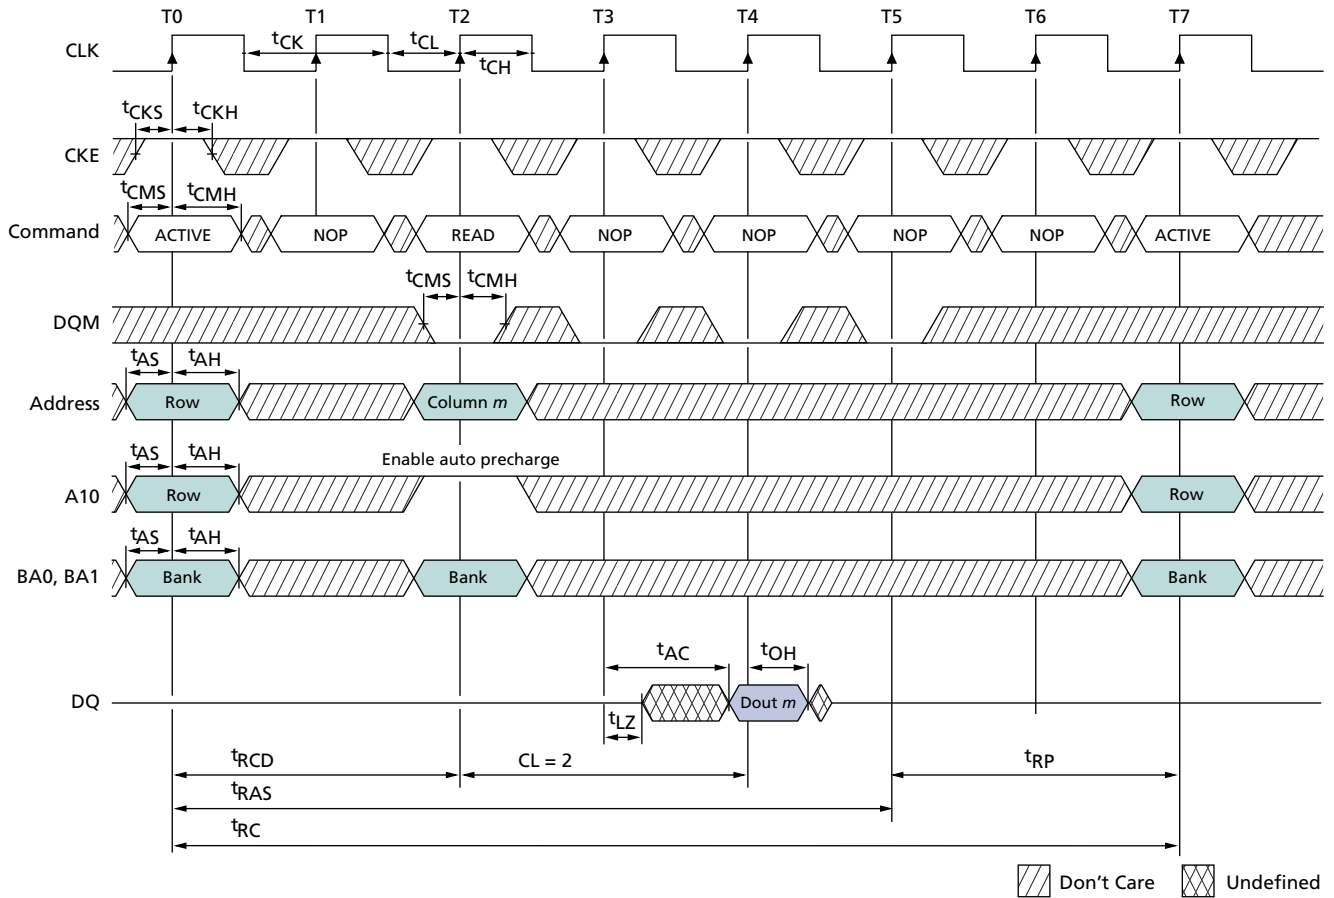 T0 T1 T2 T3 T4 T5 T6 T7
CLK tCK tCL tCH
tCKS tCKH
CKE
tCMS tCMH
Command ACTIVE NOP READ NOP NOP NOP NOP ACTIVE
tCMS tCMH
DQM
tAS tAH
Address Row Column m Row
tAS tAH Enable auto precharge
A10 Row Row
tAS tAH
BA0, BA1 Bank Bank Bank
tAC tOH
DQ Dout m
tLZ
tRCD CL = 2 tRP
tRAS
tRC
Don't Care Undefined